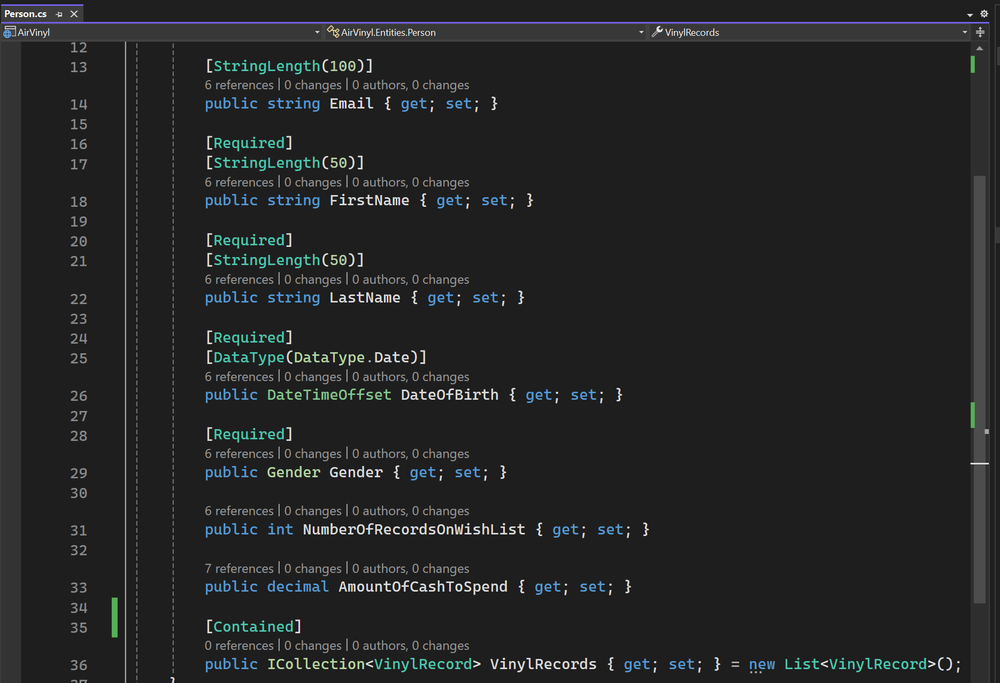 Person.cs
AirVinyl AirVinyl.Entities.Person VinylRecords
12
13 [StringLength(100)]
6 references | 0 changes | 0 authors, 0 changes
14 public string Email { get; set; }
15
16 [Required]
17 [StringLength(50)]
6 references | 0 changes | 0 authors, 0 changes
18 public string FirstName { get; set; }
19
20 [Required]
21 [StringLength(50)]
6 references | 0 changes | 0 authors, 0 changes
22 public string LastName { get; set; }
23
24 [Required]
25 [DataType(DataType.Date)]
6 references | 0 changes | 0 authors, 0 changes
26 public DateTimeOffset DateOfBirth { get; set; }
27
28 [Required]
6 references | 0 changes | 0 authors, 0 changes
29 public Gender Gender { get; set; }
30
6 references | 0 changes | 0 authors, 0 changes
31 public int NumberOfRecordsOnWishList { get; set; }
32
7 references | 0 changes | 0 authors, 0 changes
33 public decimal AmountOfCashToSpend { get; set; }
34
35 [Contained]
0 references | 0 changes | 0 authors, 0 changes
36 public ICollection<VinylRecord> VinylRecords { get; set; } = new List<VinylRecord>();
37 }